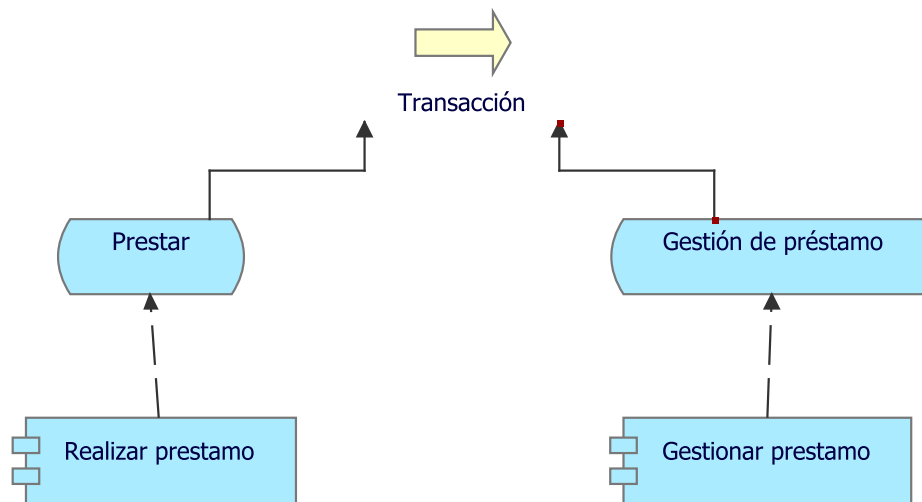 Transacción
Prestar
Gestión de préstamo
Realizar prestamo
Gestionar prestamo